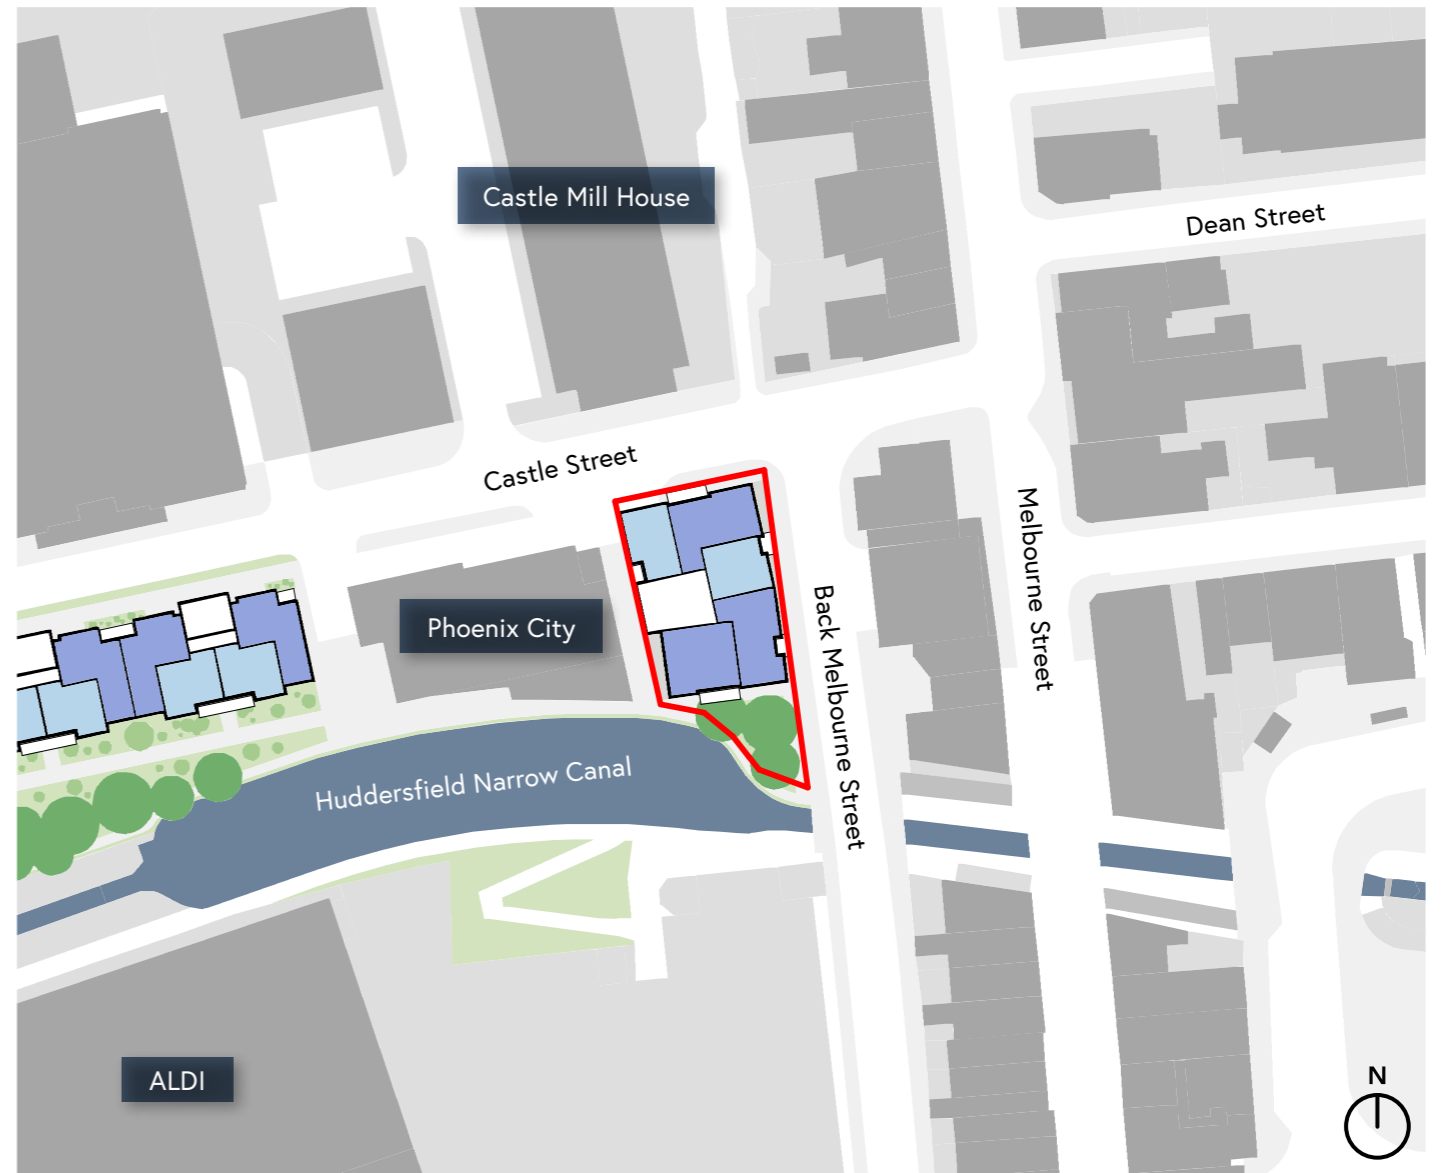 Castle Mill House
Dean Street
Castle Street
Melbourne Street
Back Melbourne Street
Phoenix City
Huddersfield Narrow Canal
ALDI
N